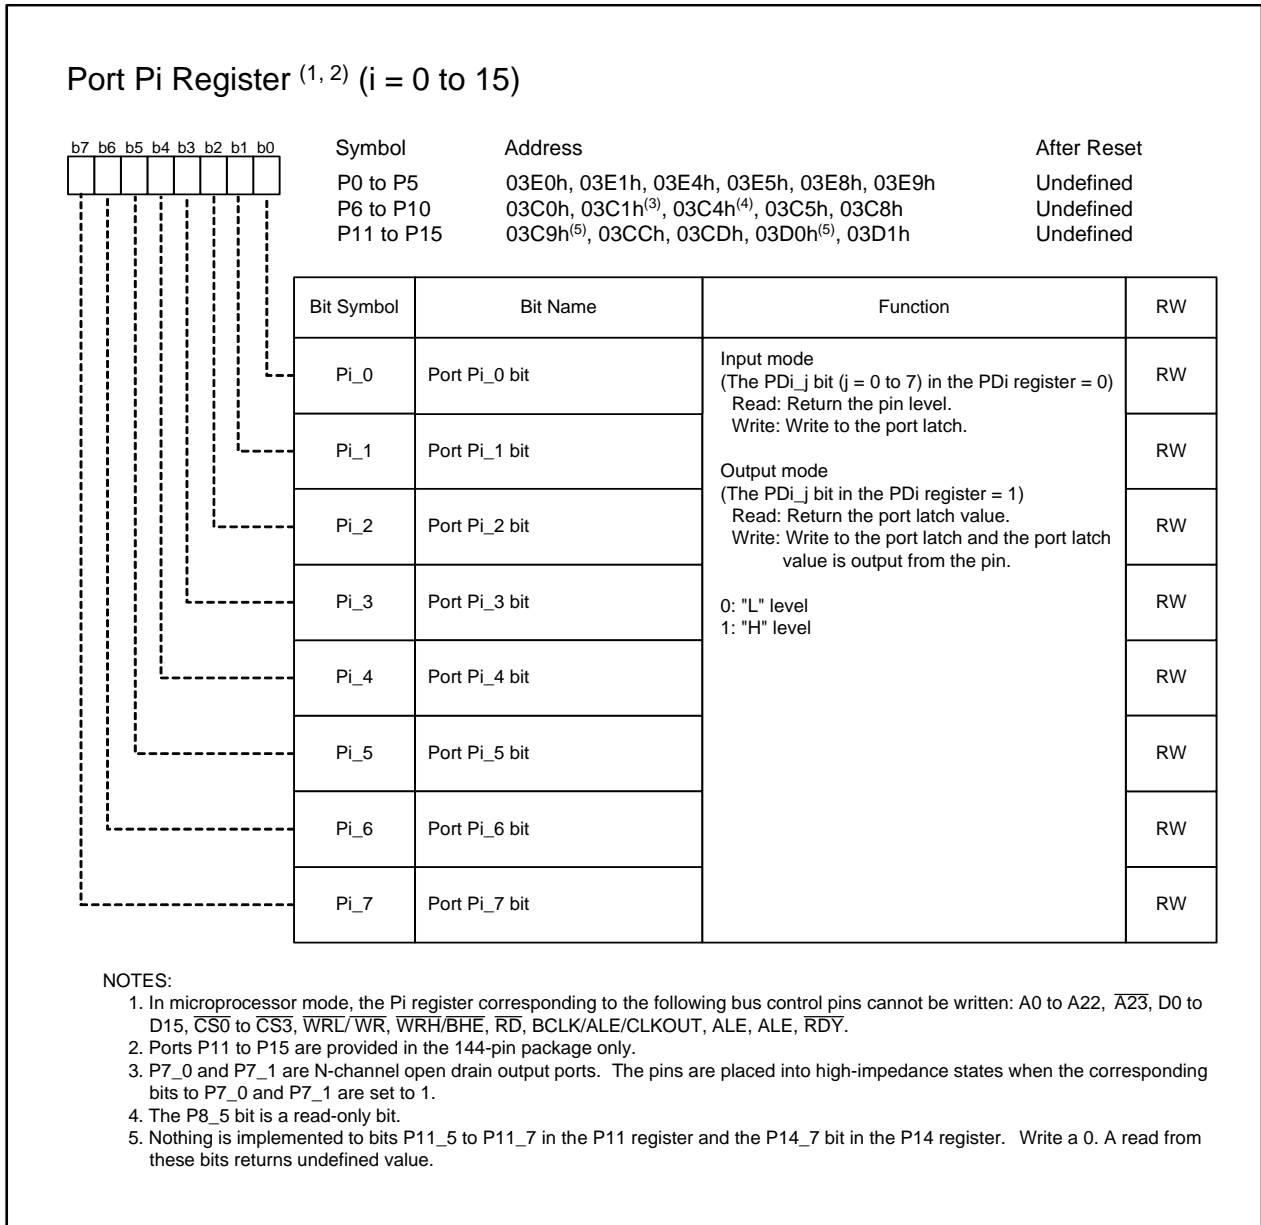 Port Pi Register (1, 2) (i = 0 to 15)
b7 b6 b5 b4 b3 b2 b1 b0
Symbol Address After Reset
P0 to P5 03E0h, 03E1h, 03E4h, 03E5h, 03E8h, 03E9h Undefined
P6 to P10 03C0h, 03C1h(3), 03C4h(4), 03C5h, 03C8h Undefined
P11 to P15 03C9h(5), 03CCh, 03CDh, 03D0h(5), 03D1h Undefined
Bit Symbol Bit Name Function RW
Pi_0 Port Pi_0 bit RW
Pi_1 Port Pi_1 bit RW
Pi_2 Port Pi_2 bit RW
Pi_3 Port Pi_3 bit RW
Pi_4 Port Pi_4 bit RW
Pi_5 Port Pi_5 bit RW
Pi_6 Port Pi_6 bit RW
Pi_7 Port Pi_7 bit RW
Input mode
(The PDi_j bit (j = 0 to 7) in the PDi register = 0)
Read: Return the pin level.
Write: Write to the port latch.
Output mode
(The PDi_j bit in the PDi register = 1)
Read: Return the port latch value.
Write: Write to the port latch and the port latch
value is output from the pin.
0: "L" level
1: "H" level
NOTES:
1. In microprocessor mode, the Pi register corresponding to the following bus control pins cannot be written: A0 to A22, A̅2̅3̅, D0 to
D15, C̅S̅0̅ to C̅S̅3̅, W̅R̅L̅/ W̅R̅, W̅R̅H̅/B̅H̅E̅, R̅D̅, BCLK/ALE/CLKOUT, ALE, ALE, R̅D̅Y̅.
2. Ports P11 to P15 are provided in the 144-pin package only.
3. P7_0 and P7_1 are N-channel open drain output ports. The pins are placed into high-impedance states when the corresponding
bits to P7_0 and P7_1 are set to 1.
4. The P8_5 bit is a read-only bit.
5. Nothing is implemented to bits P11_5 to P11_7 in the P11 register and the P14_7 bit in the P14 register. Write a 0. A read from
these bits returns undefined value.